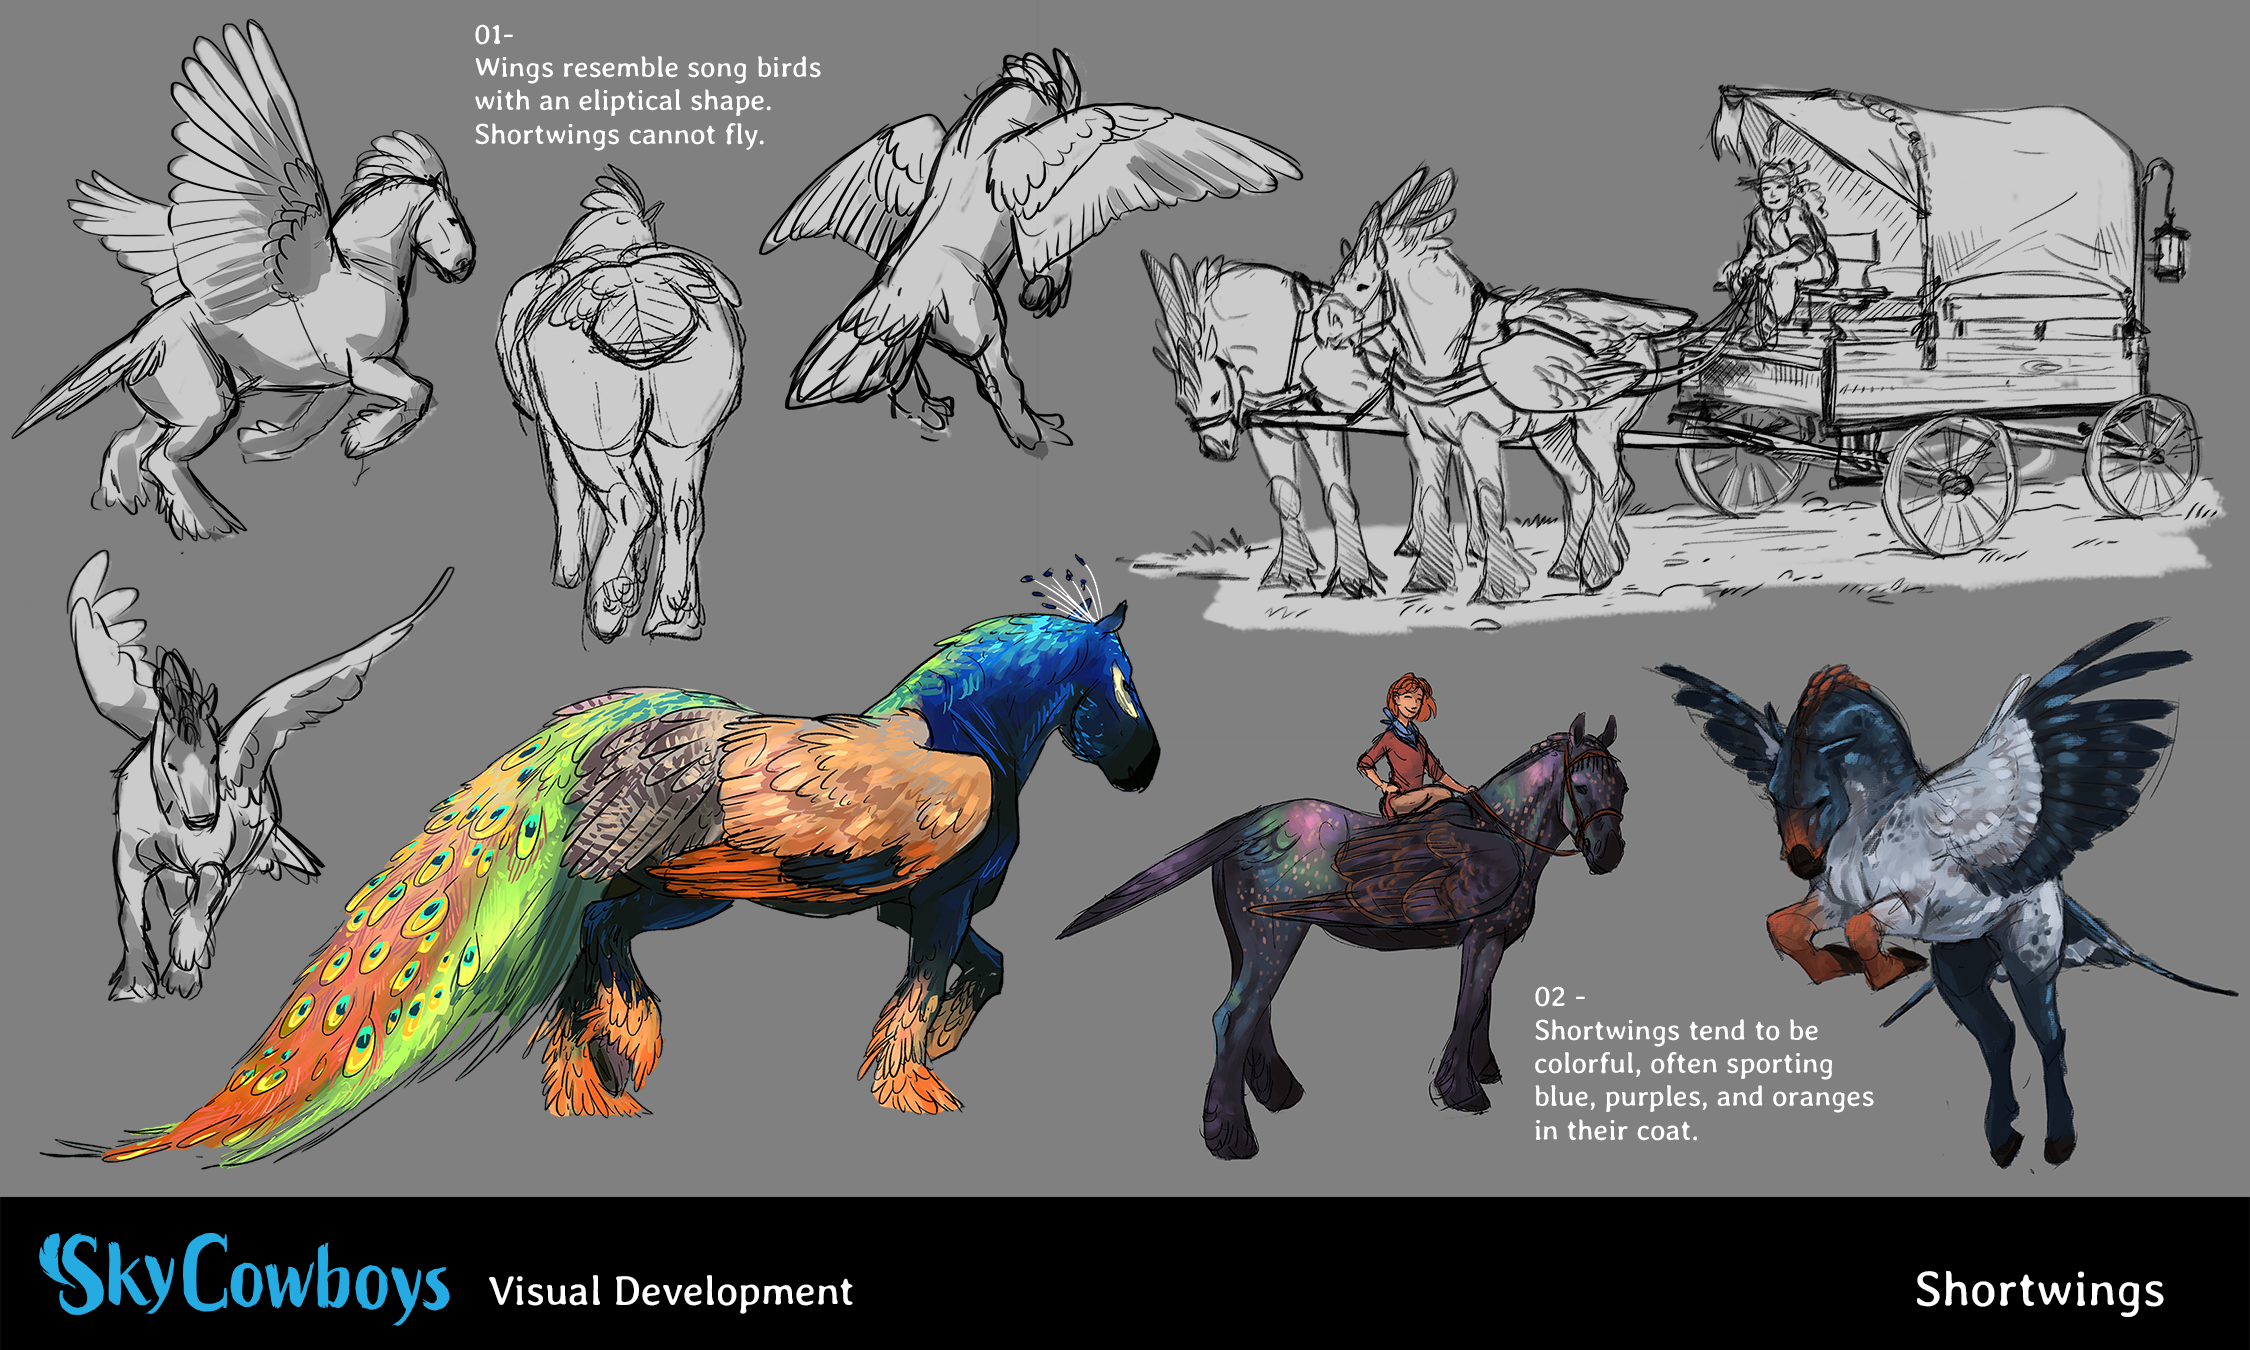 01-
Wings resemble song birds
with an eliptical shape.
Shortwings cannot fly.
02 -
Shortwings tend to be
colorful, often sporting
blue, purples, and oranges
in their coat.
SkyCowboys
Visual Development
Shortwings